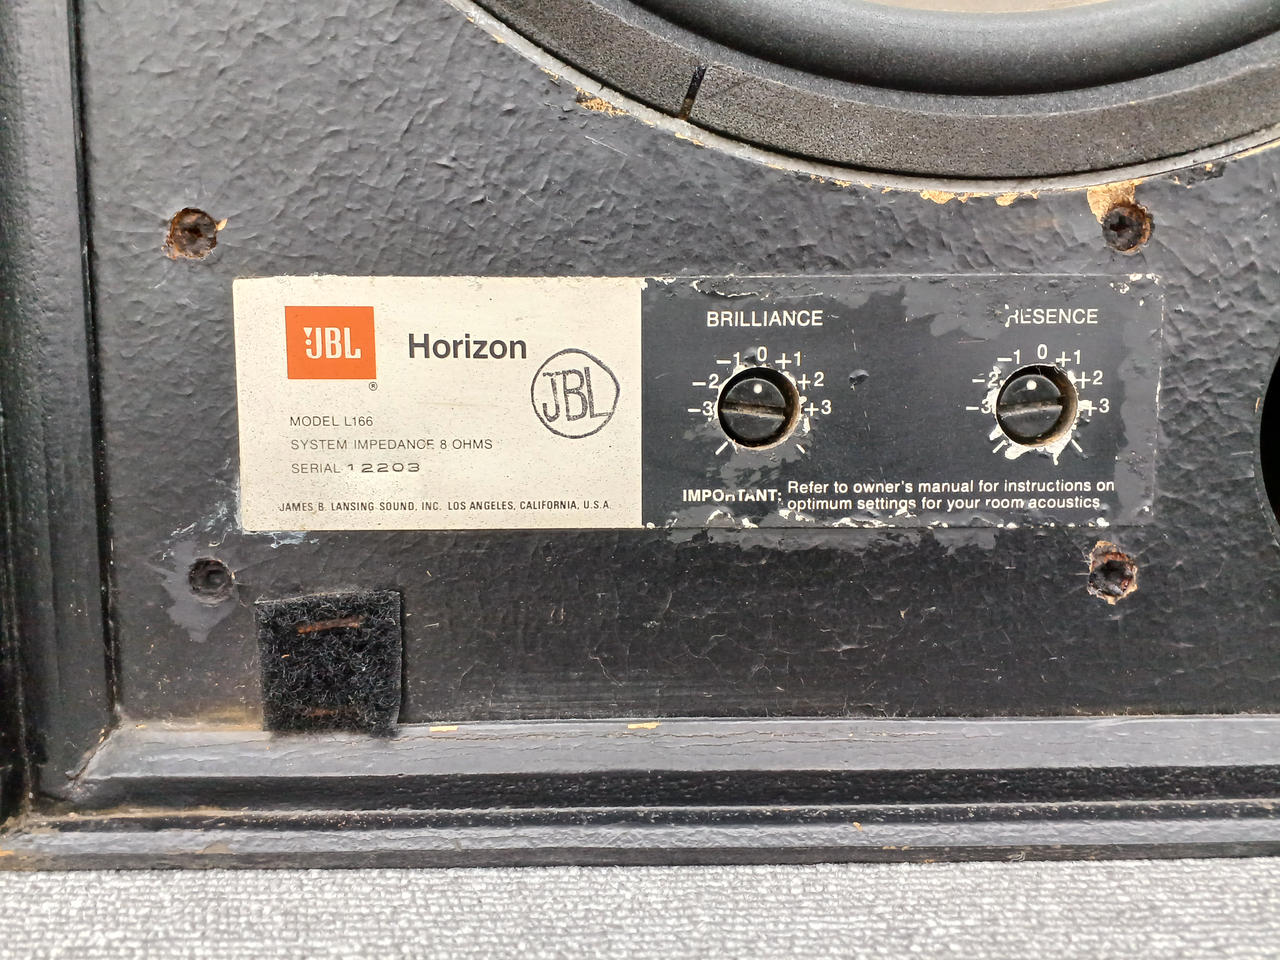 JBL
®
Horizon
JBL
MODEL L166
SYSTEM IMPEDANCE 8 OHMS
SERIAL 12203
JAMES B. LANSING SOUND, INC. LOS ANGELES, CALIFORNIA, U.S.A.
BRILLIANCE
-1 0 +1
-2 +2
-3 +3
PRESENCE
-1 0 +1
-2 +2
-3 +3
IMPORTANT: Refer to owner's manual for instructions on
optimum settings for your room acoustics